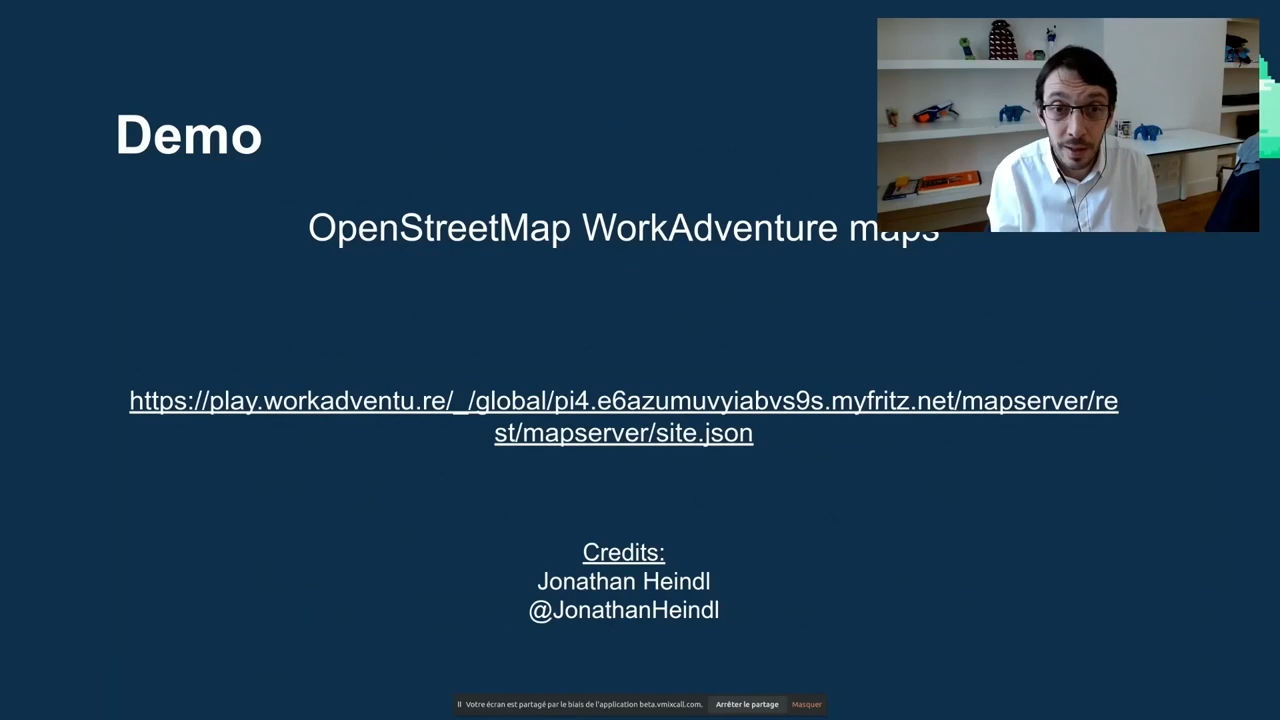 Demo
OpenStreetMap WorkAdventure maps
https://play.workadventu.re/_/global/pi4.e6azumuvyiabvs9s.myfritz.net/mapserver/re
st/mapserver/site.json
Credits:
Jonathan Heindl
@JonathanHeindl
Votre écran est partagé par le biais de l'application beta.vmixcall.com. Arrêter le partage Masquer